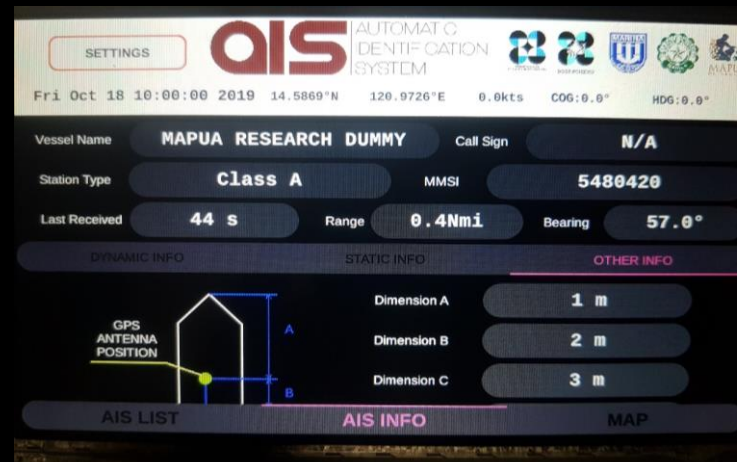 SETTINGS
AIS
AUTOMATIC
IDENTIFICATION
SYSTEM
Fri Oct 18 10:00:00 2019 14.5869°N 120.9726°E 0.0kts COG:0.0° HDG:0.0°
Vessel Name MAPUA RESEARCH DUMMY Call Sign N/A
Station Type Class A MMSI 5480420
Last Received 44 s Range 0.4Nmi Bearing 57.0°
DYNAMIC INFO STATIC INFO OTHER INFO
Dimension A 1 m
GPS
ANTENNA
POSITION
A
Dimension B 2 m
Dimension C 3 m
B
AIS LIST AIS INFO MAP